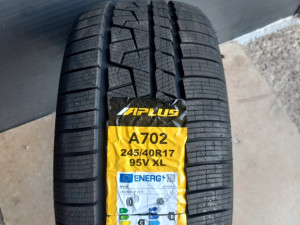 APLUS
A702
245/40R17
95V XL
ENERG